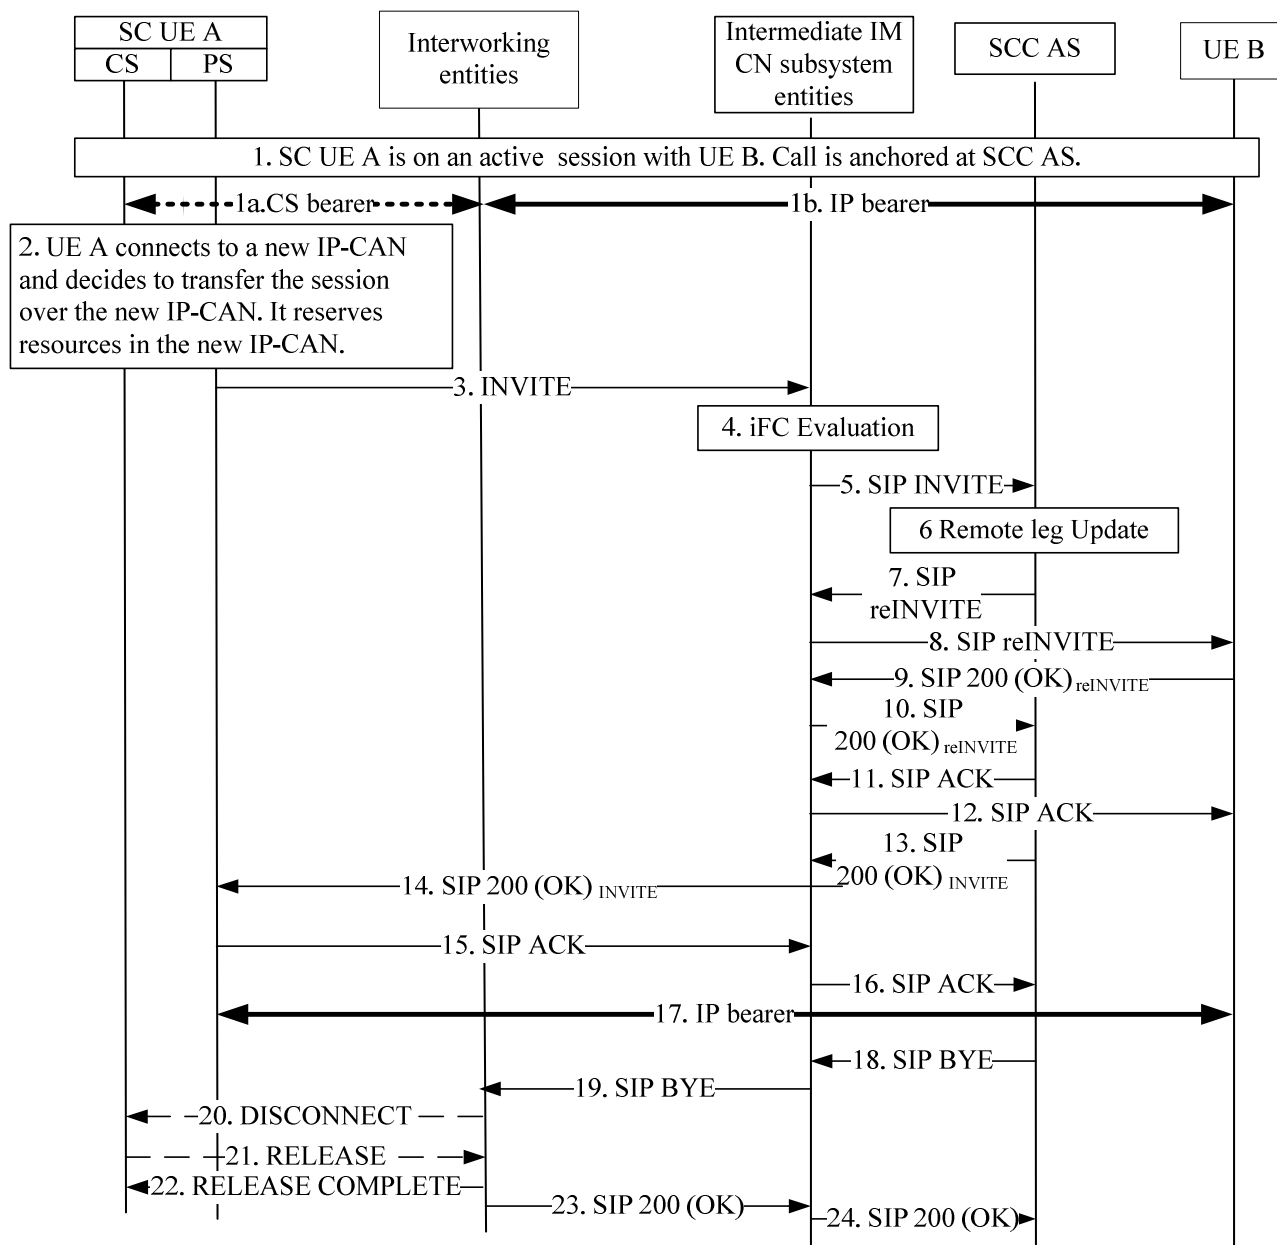 SC UE A
CS
PS
Interworking
entities
Intermediate IM
CN subsystem
entities
SCC AS
UE B
1. SC UE A is on an active session with UE B. Call is anchored at SCC AS.
1a.CS bearer
1b. IP bearer
2. UE A connects to a new IP-CAN
and decides to transfer the session
over the new IP-CAN. It reserves
resources in the new IP-CAN.
3. INVITE
4. iFC Evaluation
5. SIP INVITE
6 Remote leg Update
7. SIP
reINVITE
8. SIP reINVITE
9. SIP 200 (OK) reINVITE
10. SIP
200 (OK) reINVITE
11. SIP ACK
12. SIP ACK
13. SIP
200 (OK) INVITE
14. SIP 200 (OK) INVITE
15. SIP ACK
16. SIP ACK
17. IP bearer
18. SIP BYE
19. SIP BYE
20. DISCONNECT
21. RELEASE
22. RELEASE COMPLETE
23. SIP 200 (OK)
24. SIP 200 (OK)